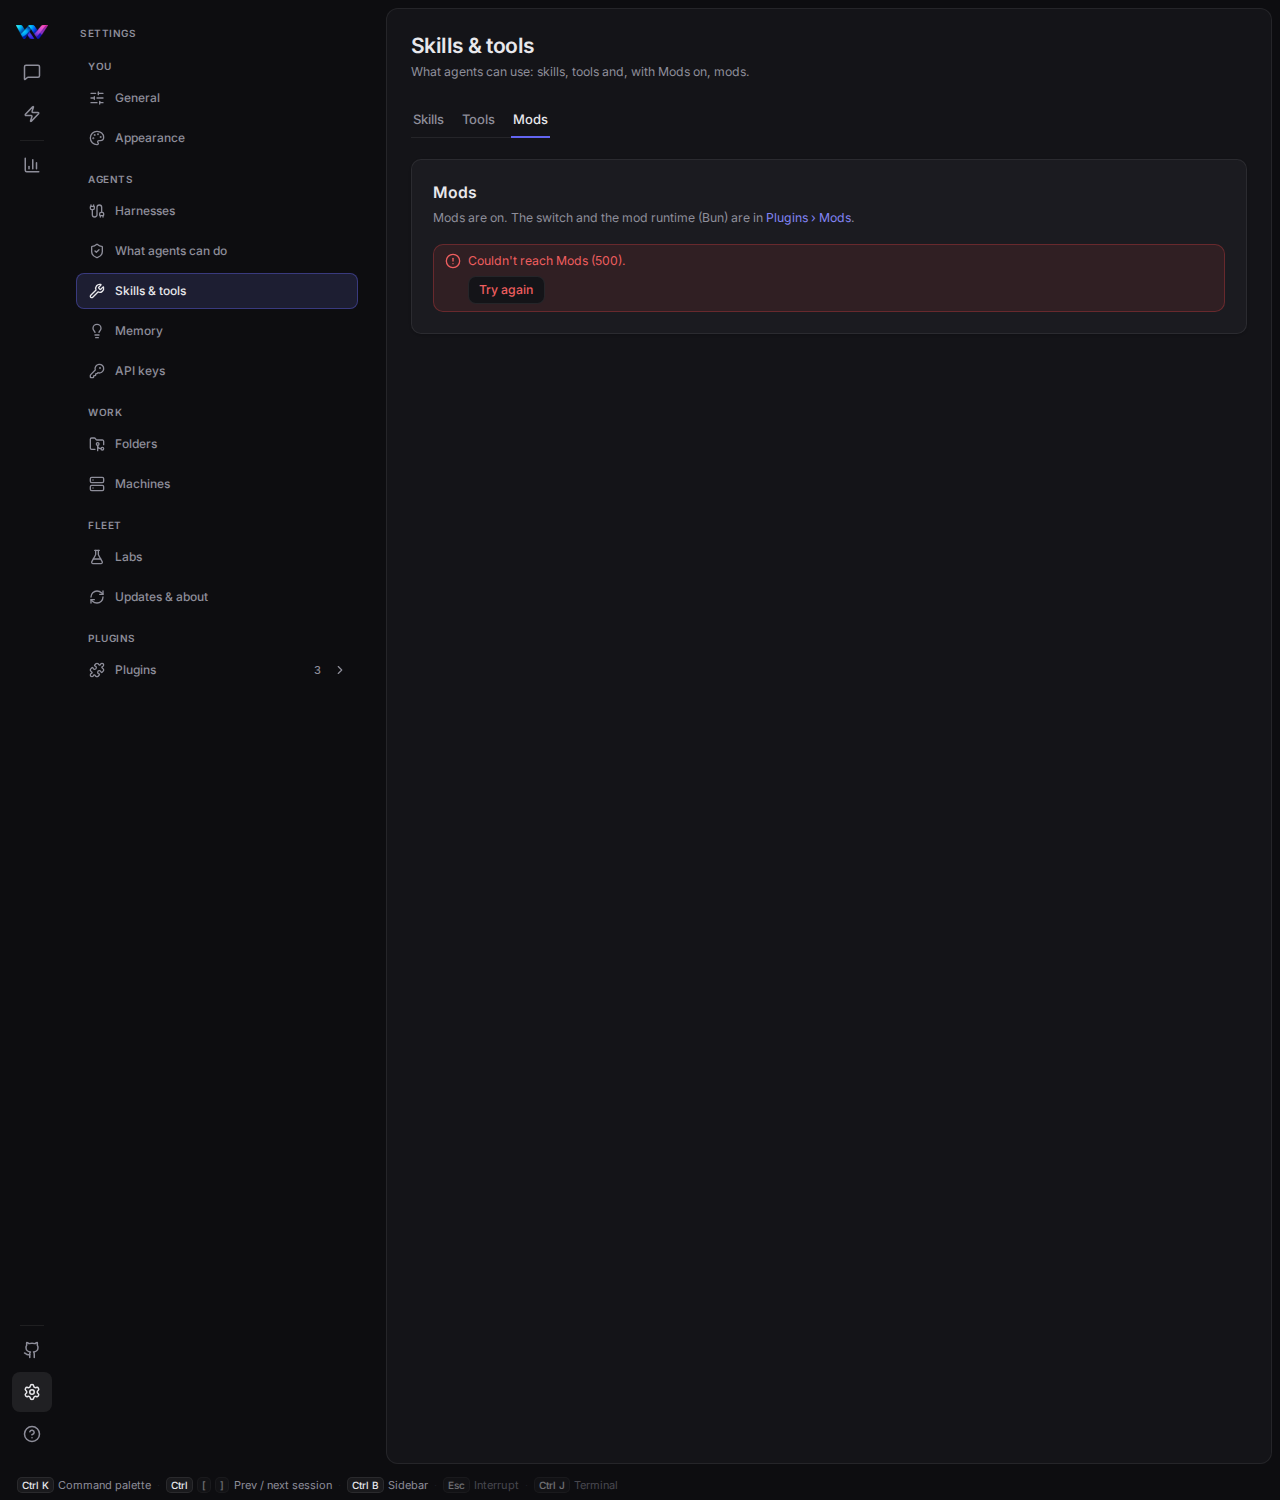 SETTINGS
YOU
General
Appearance
AGENTS
Harnesses
What agents can do
Skills & tools
Memory
API keys
WORK
Folders
Machines
FLEET
Labs
Updates & about
PLUGINS
Plugins 3
Skills & tools
What agents can use: skills, tools and, with Mods on, mods.
Skills Tools Mods
Mods
Mods are on. The switch and the mod runtime (Bun) are in Plugins › Mods.
Couldn't reach Mods (500).
Try again
Ctrl K Command palette Ctrl [ ] Prev / next session Ctrl B Sidebar Esc Interrupt Ctrl J Terminal